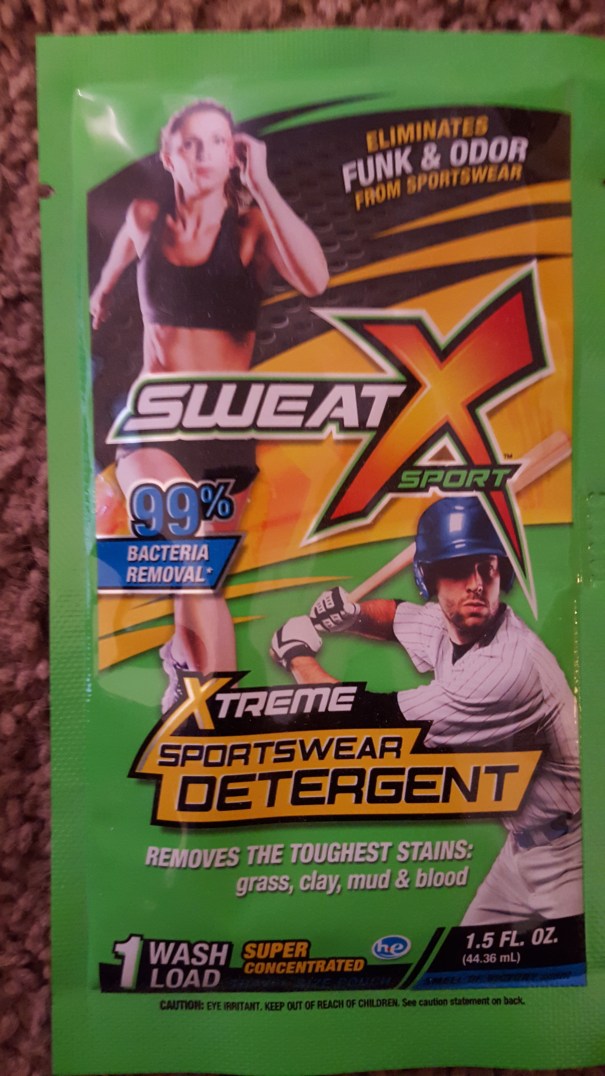 ELIMINATES
FUNK & ODOR
FROM SPORTSWEAR
SWEAT X
SPORT™
99%
BACTERIA
REMOVAL*
XTREME
SPORTSWEAR
DETERGENT
REMOVES THE TOUGHEST STAINS:
grass, clay, mud & blood
1 WASH
LOAD
SUPER
CONCENTRATED
he
1.5 FL. OZ.
(44.36 mL)
CAUTION: EYE IRRITANT, KEEP OUT OF REACH OF CHILDREN. See caution statement on back.